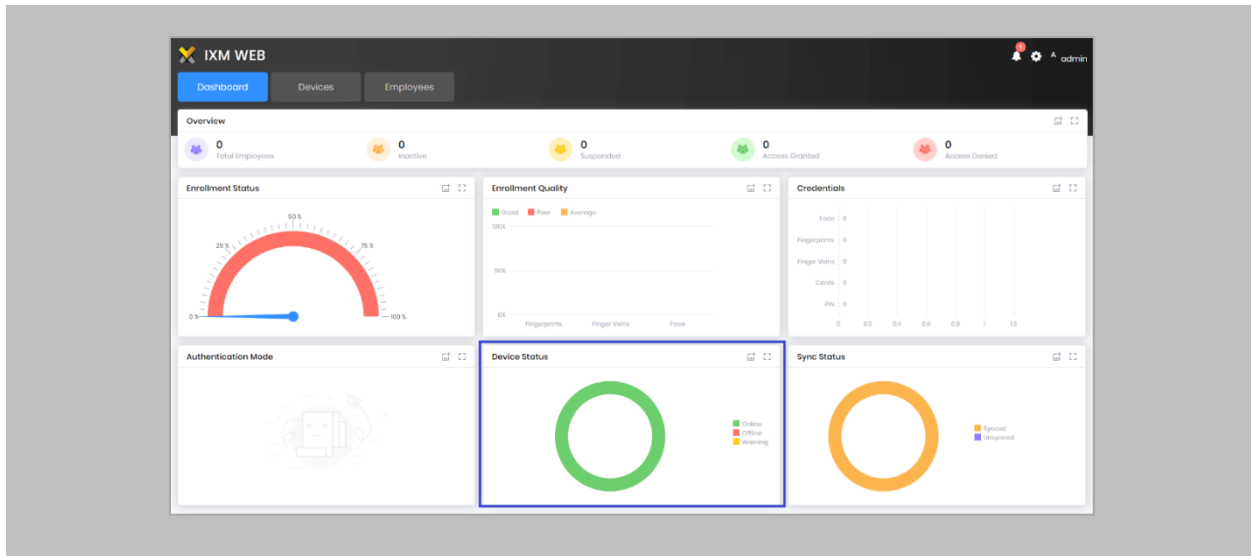 IXM WEB
1
A admin
Dashboard Devices Employees
Overview
0 0 0 0 0
Total Employees Inactive Suspended Access Granted Access Denied
Enrollment Status
50 %
25 % 75 %
0 % 100 %
Enrollment Quality
Good Poor Average
100%
50%
0%
Fingerprints Finger Veins Face
Credentials
Face 0
Fingerprints 0
Finger Veins 0
Cards 0
PIN 0
0 0.2 0.4 0.6 0.8 1 1.2
Authentication Mode
Device Status
Online
Offline
Warning
Sync Status
Synced
Unsynced